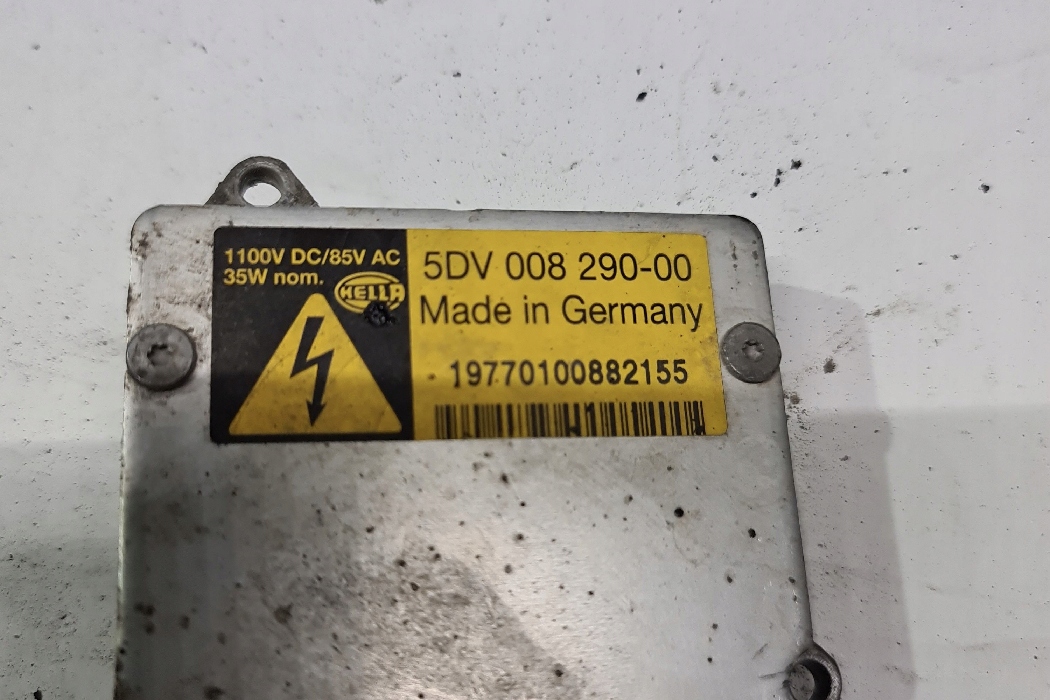 1100V DC/85V AC
35W nom.
HELLA
5DV 008 290-00
Made in Germany
19770100882155